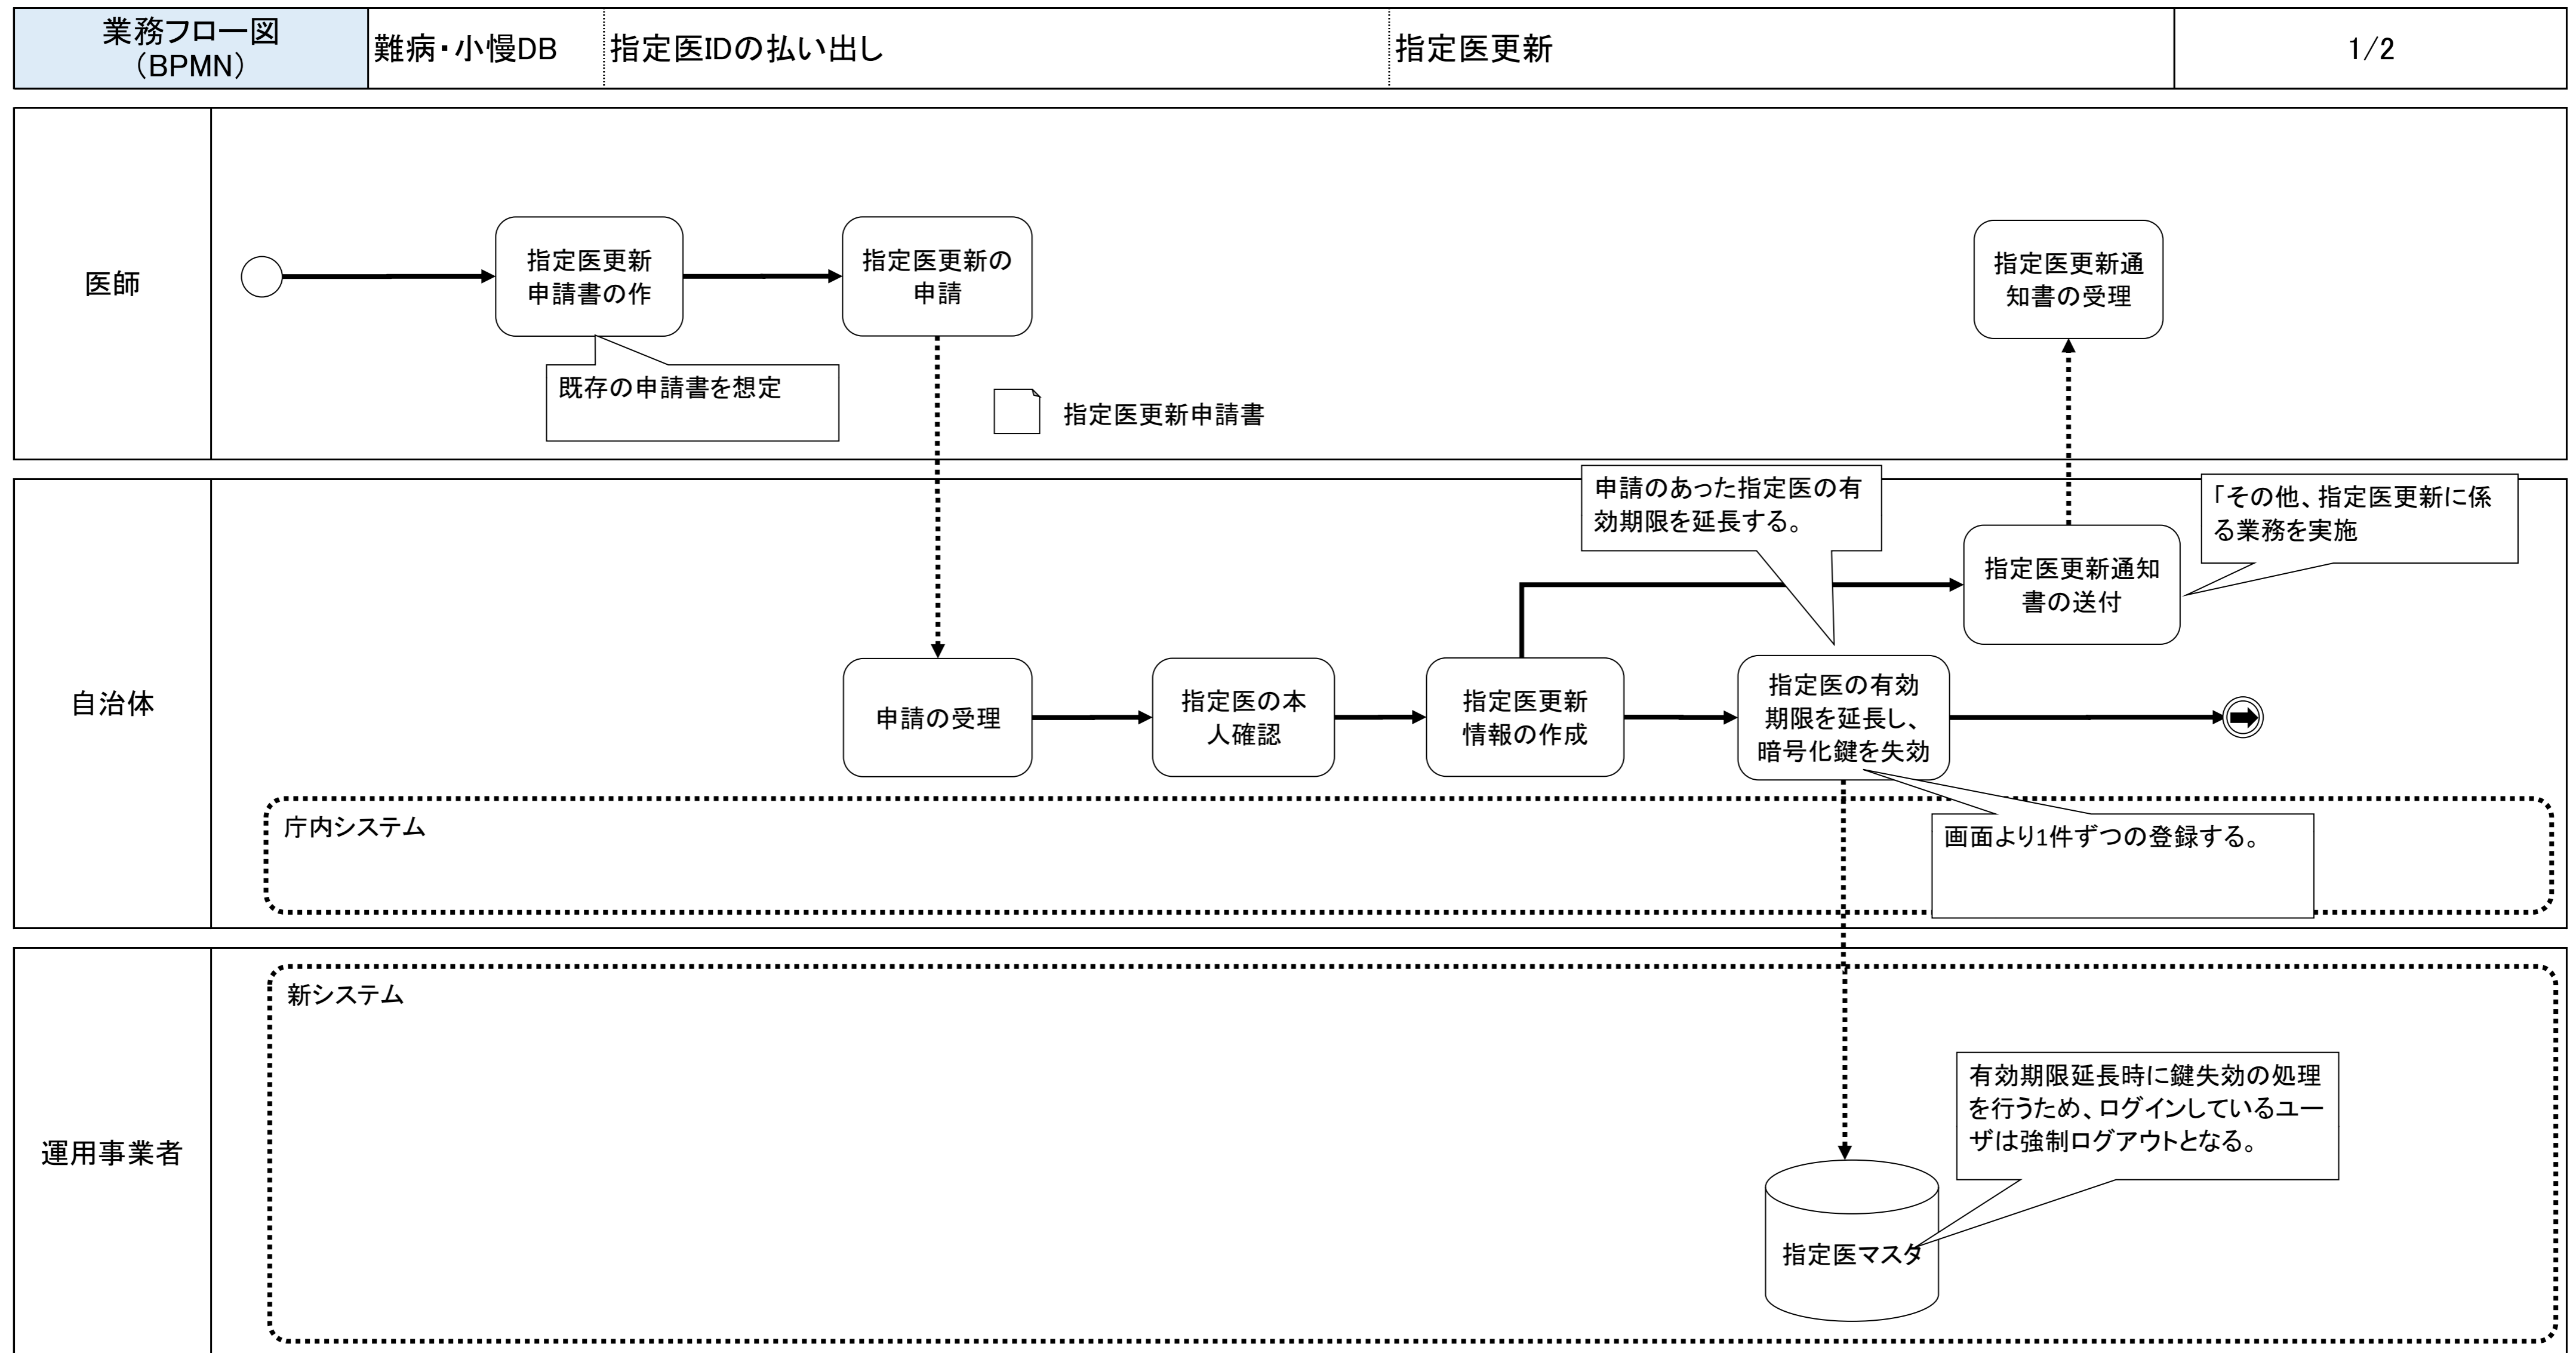 業務フロー図
（BPMN）
難病・小慢DB
指定医IDの払い出し
指定医更新
1/2
医師
指定医更新
申請書の作
指定医更新の
申請
指定医更新通
知書の受理
既存の申請書を想定
指定医更新申請書
自治体
申請のあった指定医の有
効期限を延長する。
「その他、指定医更新に係
る業務を実施
指定医更新通知
書の送付
申請の受理
指定医の本
人確認
指定医更新
情報の作成
指定医の有効
期限を延長し、
暗号化鍵を失効
庁内システム
画面より1件ずつの登録する。
運用事業者
新システム
有効期限延長時に鍵失効の処理
を行うため、ログインしているユー
ザは強制ログアウトとなる。
指定医マスタ